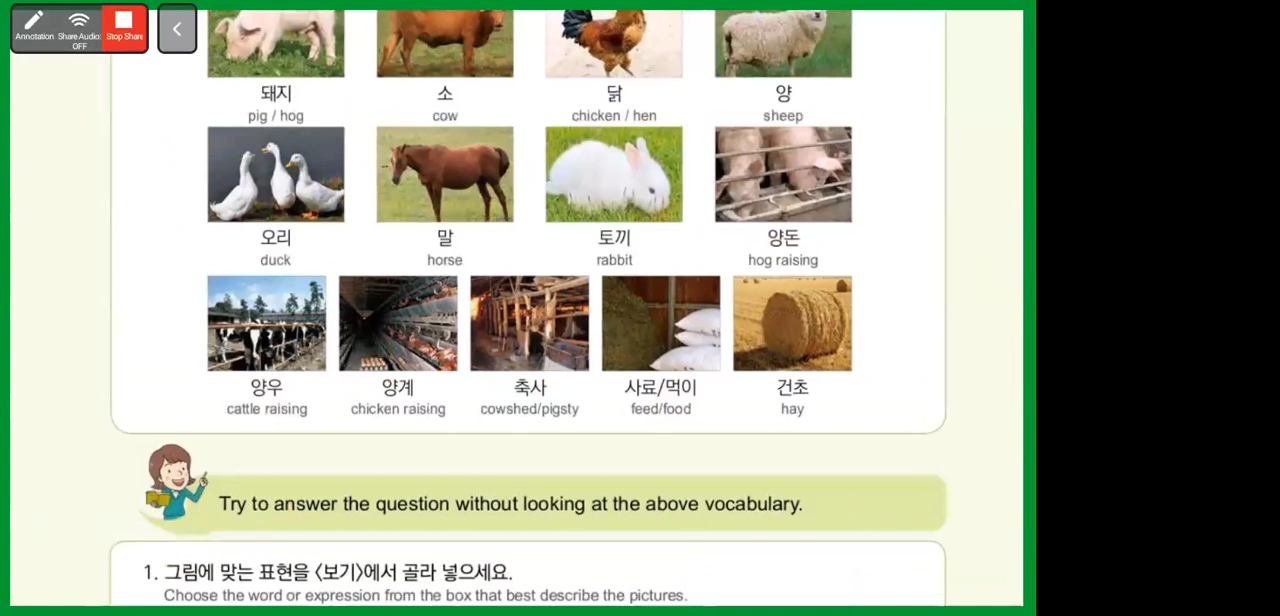 Annotation
Share Audio:
OFF
Stop Share
돼지
소
닭
양
pig / hog
cow
chicken / hen
sheep
오리
말
토끼
양돈
duck
horse
rabbit
hog raising
양우
양계
축사
사료/먹이
건초
cattle raising
chicken raising
cowshed/pigsty
feed/food
hay
Try to answer the question without looking at the above vocabulary.
1. 그림에 맞는 표현을 〈보기〉에서 골라 넣으세요.
Choose the word or expression from the box that best describe the pictures.